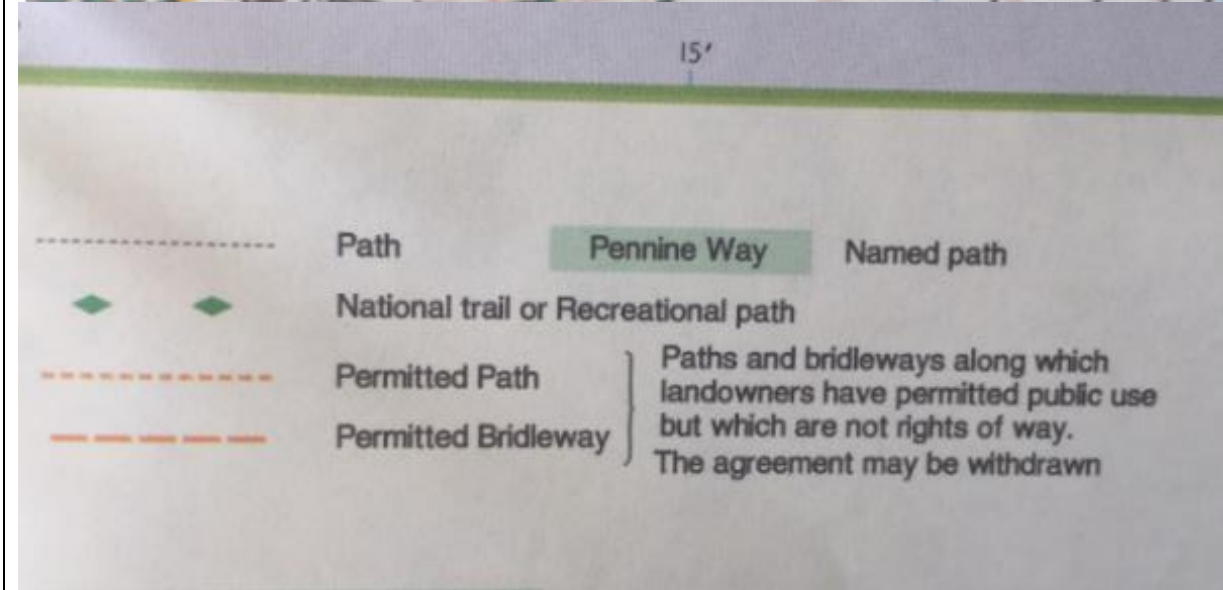 15'
Path Pennine Way Named path
National trail or Recreational path
Permitted Path
Permitted Bridleway
Paths and bridleways along which
landowners have permitted public use
but which are not rights of way.
The agreement may be withdrawn